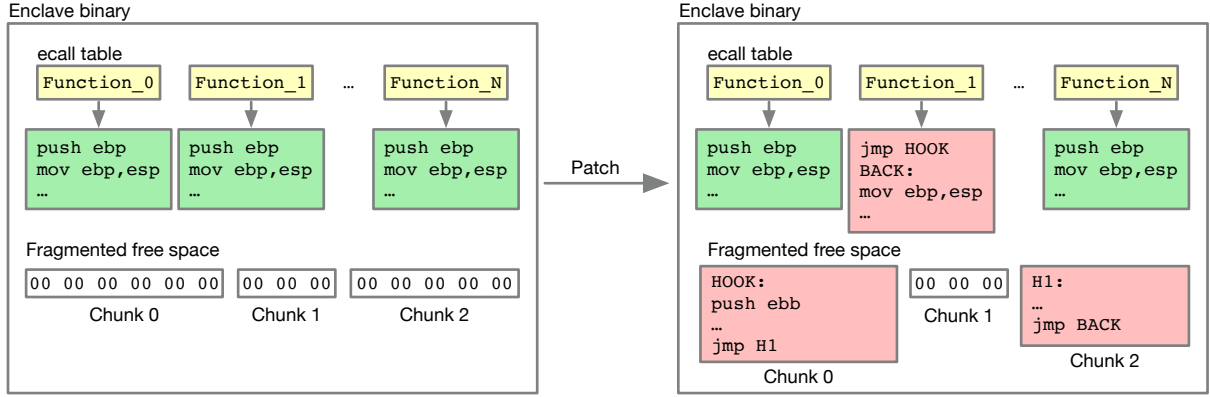 Enclave binary
ecall table
Function_0 Function_1 … Function_N
push ebp
mov ebp,esp
…
push ebp
mov ebp,esp
…
push ebp
mov ebp,esp
…
Fragmented free space
00 00 00 00 00 00 00 00 00 00 00 00 00 00 00
Chunk 0 Chunk 1 Chunk 2
Patch
Enclave binary
ecall table
Function_0 Function_1 … Function_N
push ebp
mov ebp,esp
…
jmp HOOK
BACK:
mov ebp,esp
…
push ebp
mov ebp,esp
…
Fragmented free space
HOOK:
push ebb
…
jmp H1
Chunk 0
00 00 00
Chunk 1
H1:
…
jmp BACK
Chunk 2